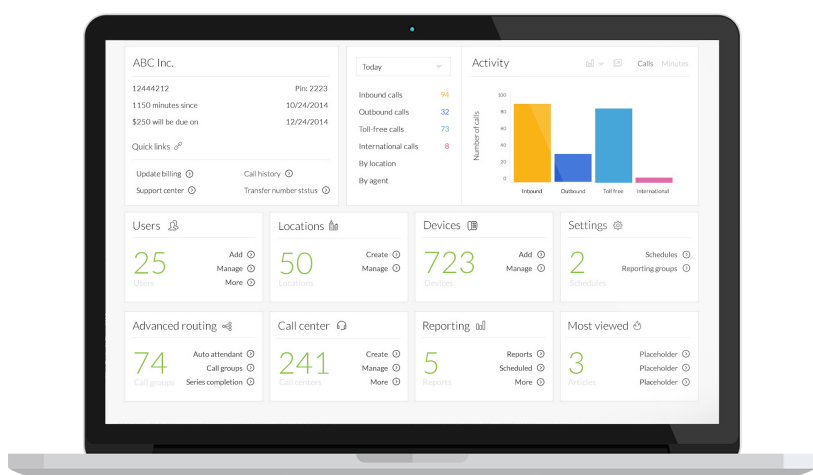 ABC Inc.
12444212 Pin: 2223
1150 minutes since 10/24/2014
$250 will be due on 12/24/2014
Quick links
Update billing Call history
Support center Transfer number ststus
Today
Inbound calls 94
Outbound calls 32
Toll-free calls 73
International calls 8
By location
By agent
Activity Calls Minutes
Number of calls
100
80
60
40
20
0
Inbound Outbound Toll free International
Users
25
Users
Add
Manage
More
Locations
50
Locations
Create
Manage
Devices
723
Devices
Add
Manage
Settings
2
Schedules
Schedules
Reporting groups
Advanced routing
74
Call groups
Auto attendant
Call groups
Series completion
Call center
241
Call centers
Create
Manage
More
Reporting
5
Reports
Reports
Scheduled
More
Most viewed
3
Articles
Placeholder
Placeholder
Placeholder